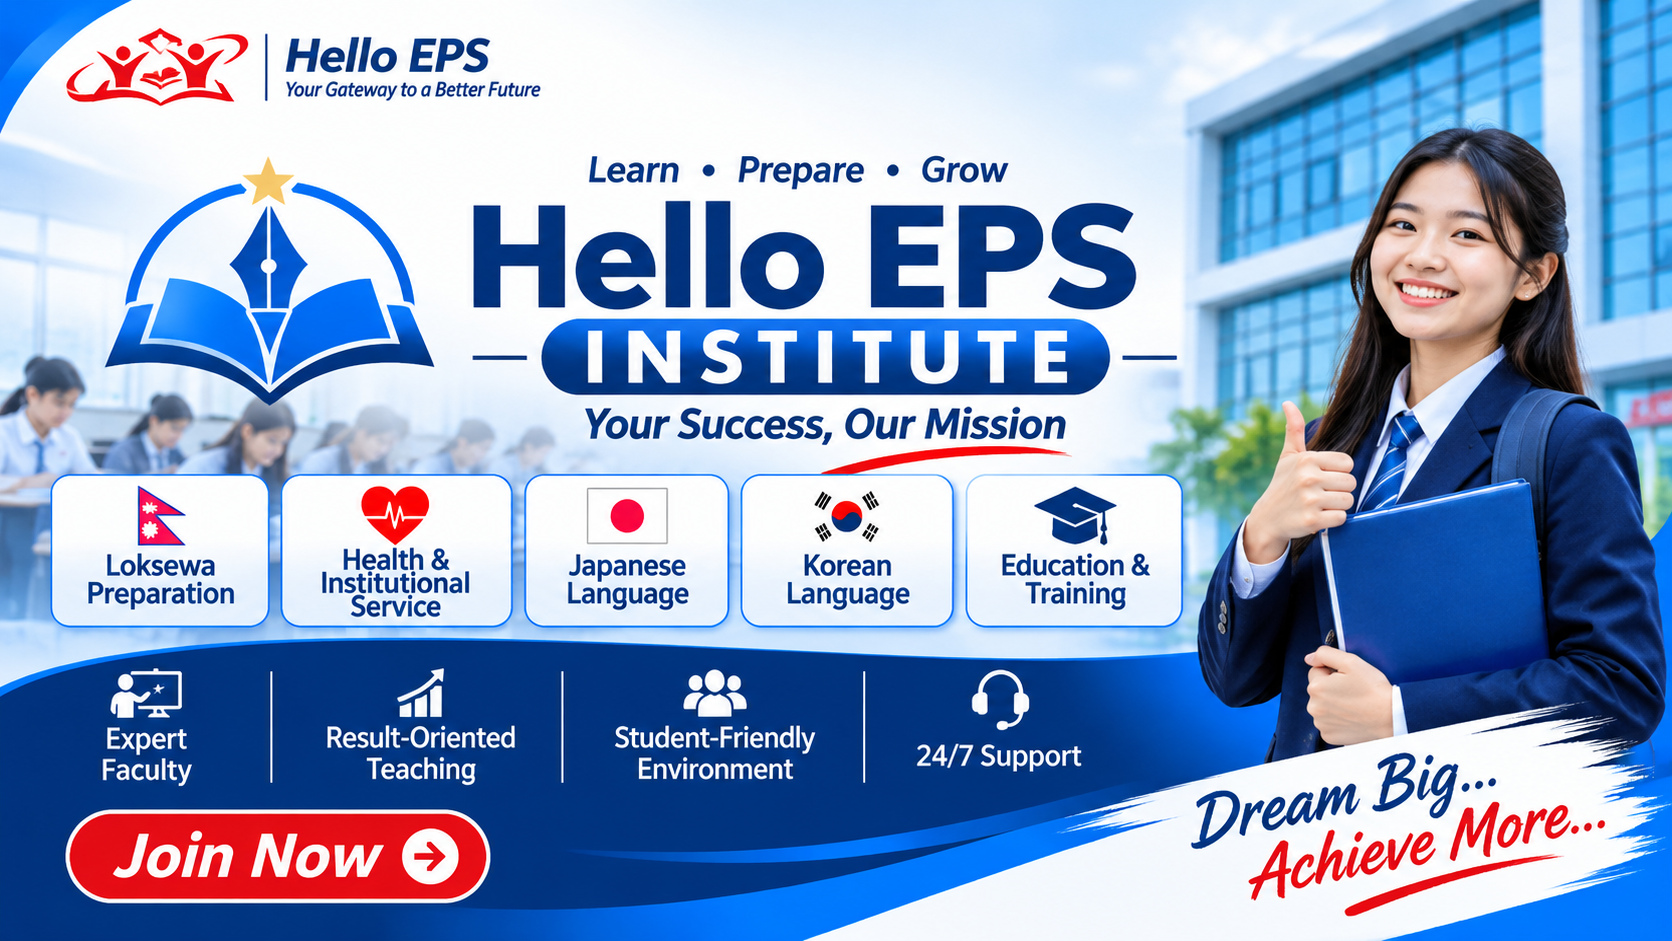 Hello EPS
Your Gateway to a Better Future
Learn • Prepare • Grow
Hello EPS
INSTITUTE
Your Success, Our Mission
Loksewa
Preparation
Health &
Institutional
Service
Japanese
Language
Korean
Language
Education &
Training
Expert
Faculty
Result-Oriented
Teaching
Student-Friendly
Environment
24/7 Support
Join Now
Dream Big...
Achieve More...